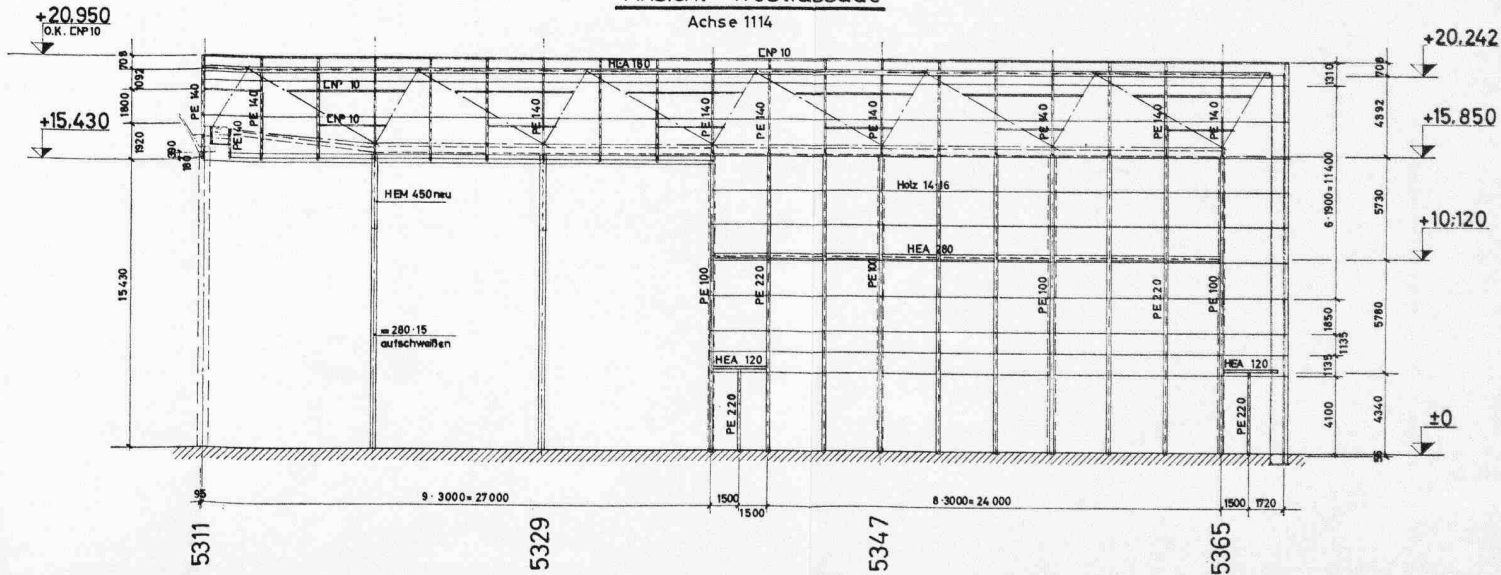 Achse 1114
+20,950
O.K. CNP 10
+20,242
+15,430
+15,850
+10,120
±0
CNP 10
HEA 180
CNP 10
CNP 10
PE 140
PE 140
PE 140
PE 140
PE 140
PE 140
PE 140
PE 140
PE 140
PE 140
HEM 450 neu
Holz 14·16
HEA 280
PE 100
PE 220
PE 100
PE 100
PE 220
PE 100
= 280·15
aufschweißen
HEA 120
HEA 120
PE 220
PE 220
708
1092
1800
1920
390
180
15430
1310
6·1900=11400
1850
1135
1135
4100
708
4392
5730
5780
4340
9·3000=27000
1500
1500
8·3000=24 000
1500
1720
5311
5329
5347
5365